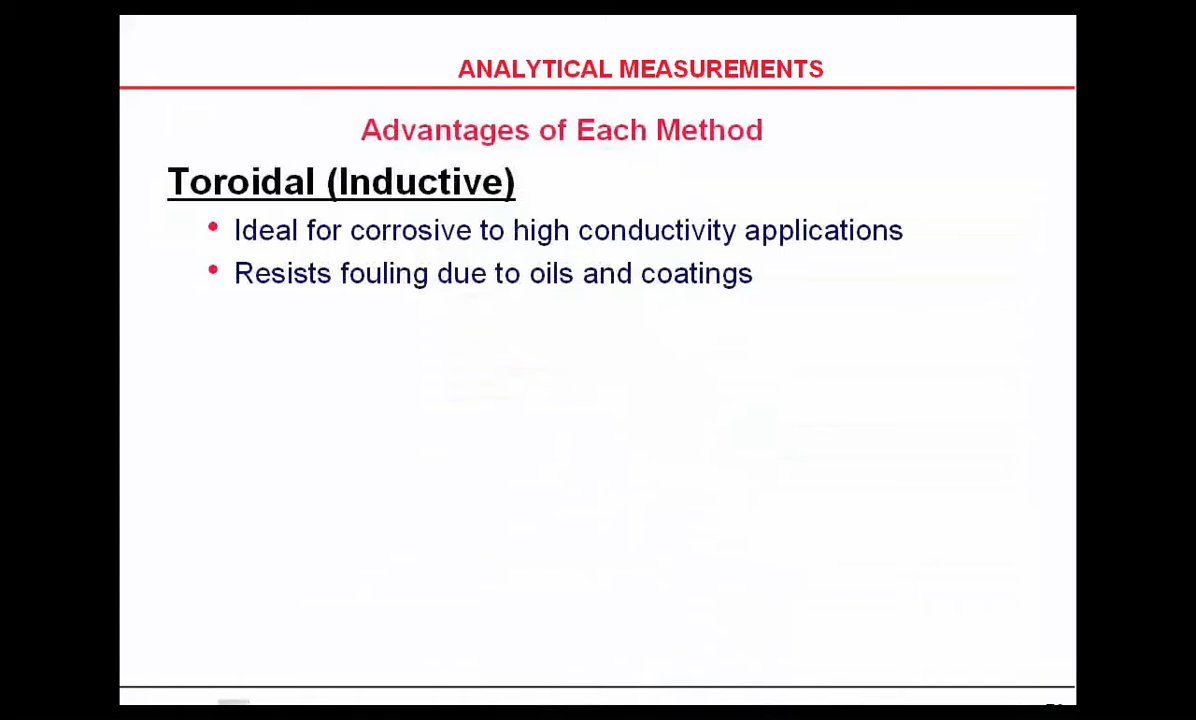 ANALYTICAL MEASUREMENTS
Advantages of Each Method
Toroidal (Inductive)
• Ideal for corrosive to high conductivity applications
• Resists fouling due to oils and coatings